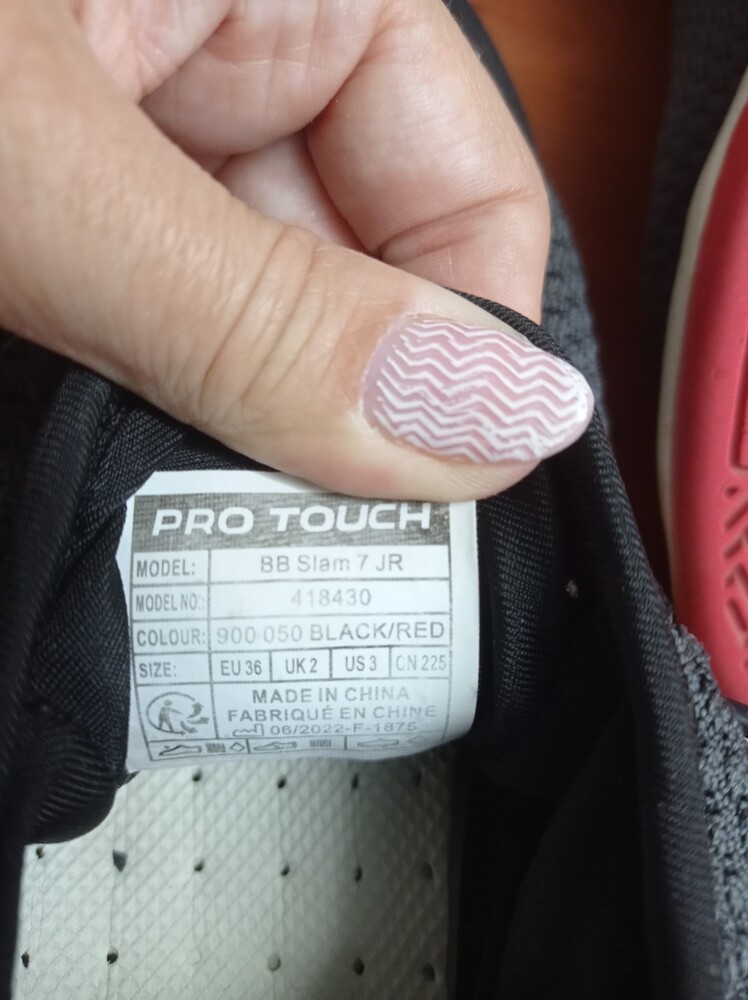 PRO TOUCH
MODEL: BB Slam 7 JR
MODEL NO: 418430
COLOUR: 900 050 BLACK/RED
SIZE: EU 36 UK 2 US 3 CN 225
MADE IN CHINA
FABRIQUÉ EN CHINE
06/2022-F-1875